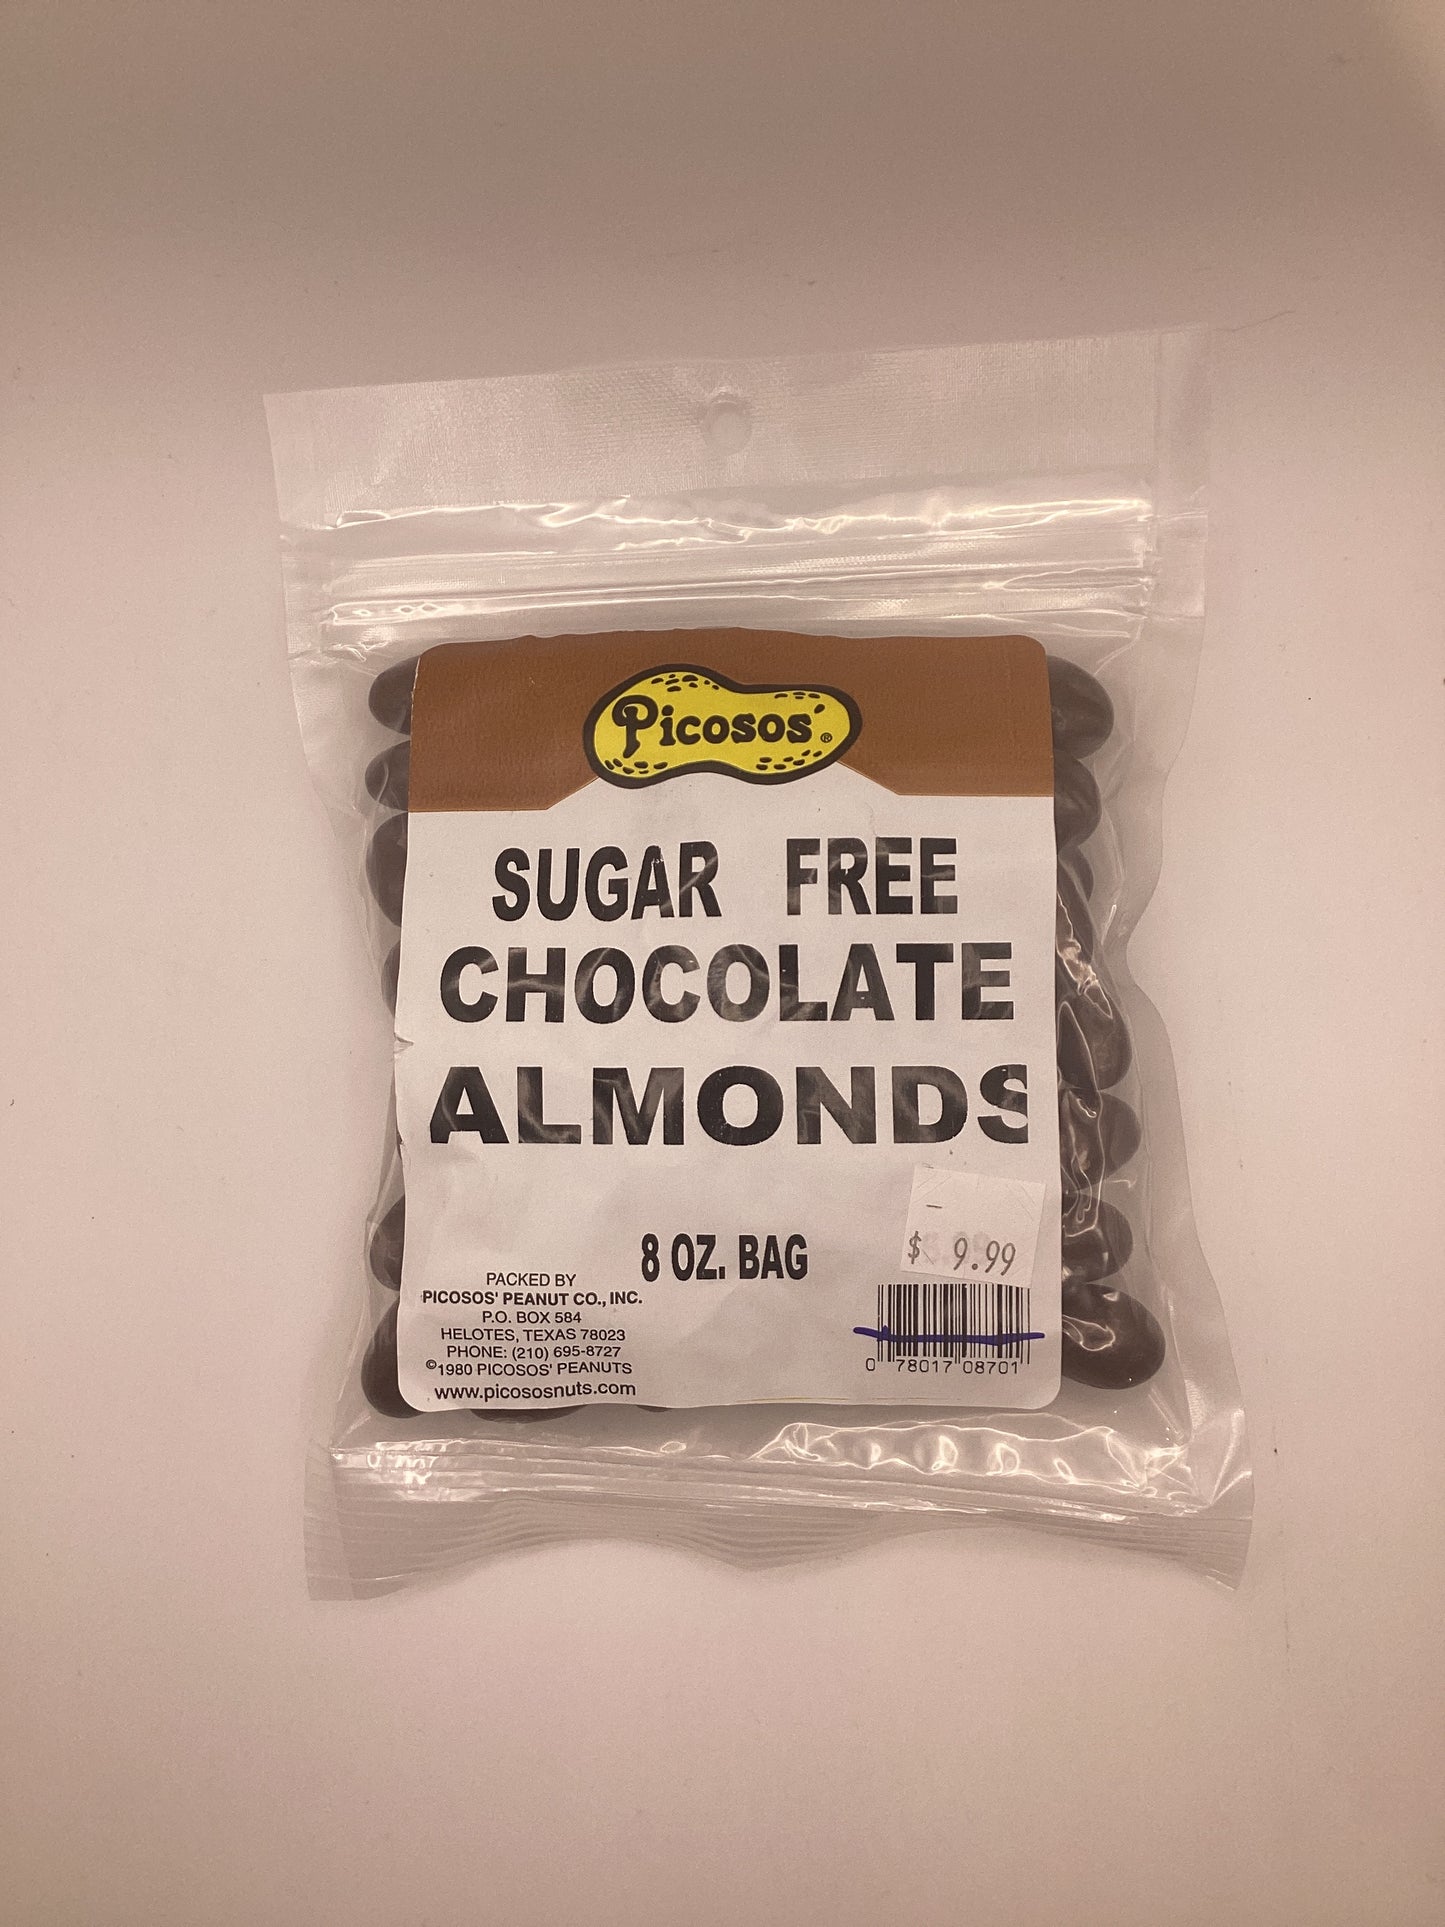 Picosos'®
SUGAR FREE
CHOCOLATE
ALMONDS
$ 9.99
8 OZ. BAG
PACKED BY
PICOSOS' PEANUT CO., INC.
P.O. BOX 584
HELOTES, TEXAS 78023
PHONE: (210) 695-8727
©1980 PICOSOS' PEANUTS
www.picososnuts.com
0 78017 08701